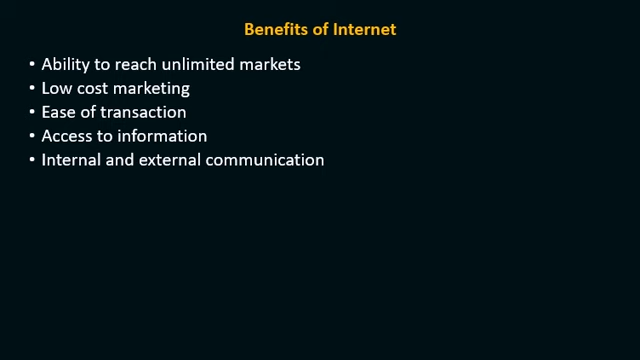 Benefits of Internet
• Ability to reach unlimited markets
• Low cost marketing
• Ease of transaction
• Access to information
• Internal and external communication